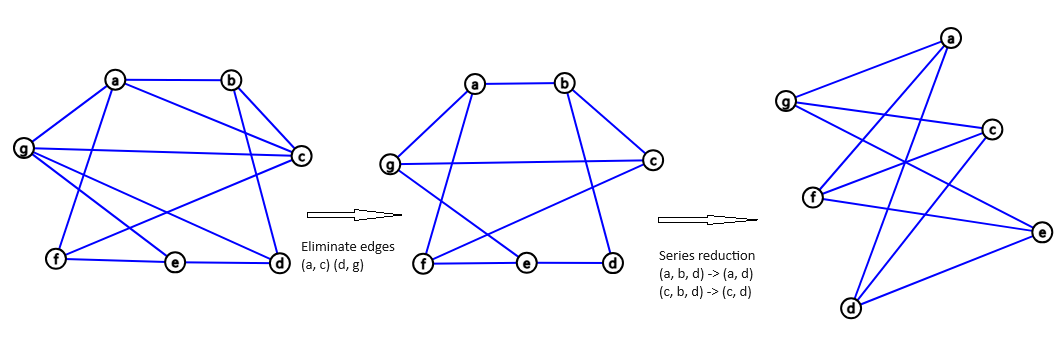 a b
g c
f e d
Eliminate edges
(a, c) (d, g)
a b
g c
f e d
Series reduction
(a, b, d) -> (a, d)
(c, b, d) -> (c, d)
a
g
c
f
e
d